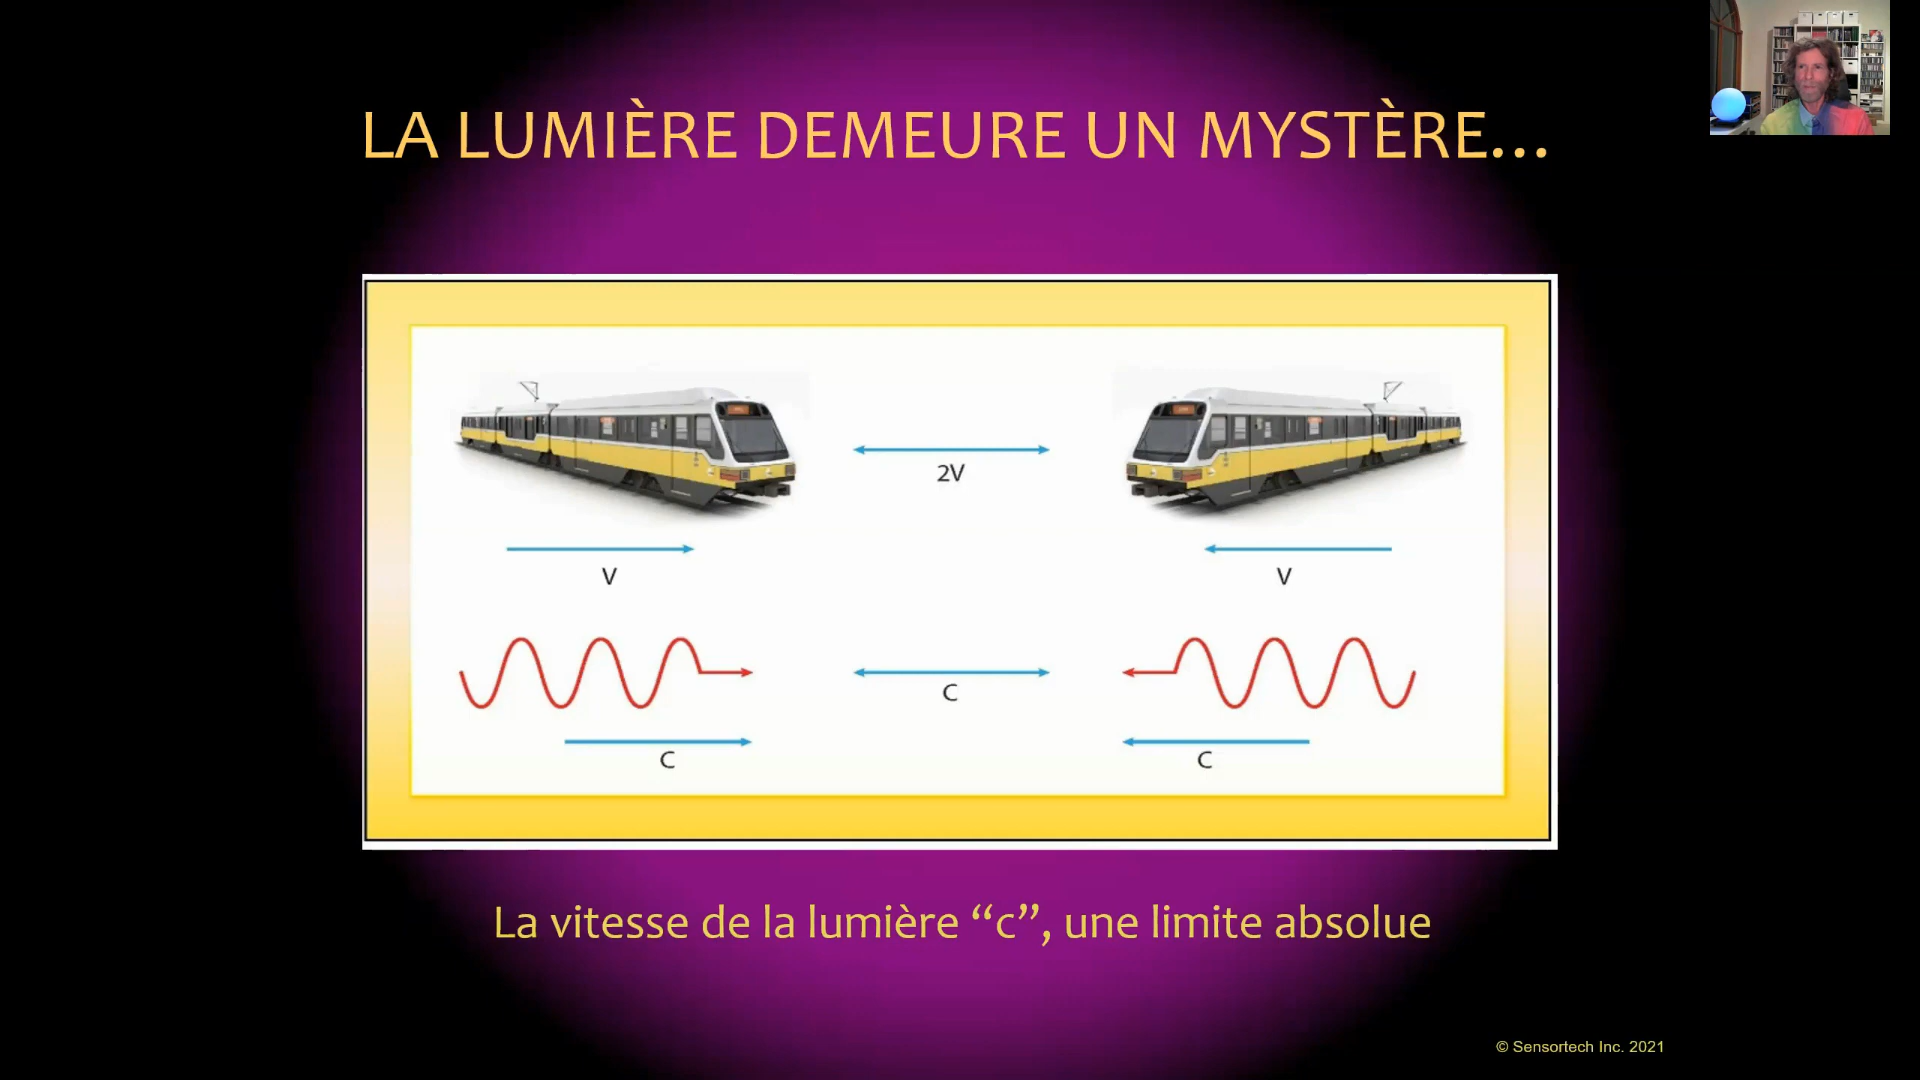 LA LUMIÈRE DEMEURE UN MYSTÈRE...
2V
V
V
C
C
C
La vitesse de la lumière “c”, une limite absolue
© Sensortech Inc. 2021